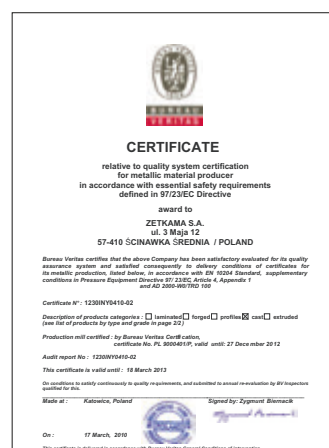 BUREAU
VERITAS
CERTIFICATE
relative to quality system certification
for metallic material producer
in accordance with essential safety requirements
defined in 97/23/EC Directive
award to
ZETKAMA S.A.
ul. 3 Maja 12
57-410 ŚCINAWKA ŚREDNIA / POLAND
Bureau Veritas certifies that the above Company has been satisfactory evaluated for its quality
assurance system and satisfied consequently to delivery conditions of certificates for
its metallic production, listed below, in accordance with EN 10204 Standard, supplementary
conditions in Pressure Equipment Directive 97/ 23/EC, Article 4, Appendix 1
and AD 2000-W0/TRD 100
Certificate N° : 1230INY0410-02
Description of products categories : ☐ laminated ☐ forged ☐ profiles ☒ cast ☐ extruded
(see list of products by type and grade in page 2/2 )
Production mill certified : by Bureau Veritas Certification,
certificate No. PL 9000401/P, valid until: 27 December 2012
Audit report No : 1230INY0410-02
This certificate is valid until : 18 March 2013
On conditions to satisfy continuously to quality requirements, and submitted to annual re-evaluation by BV Inspectors
qualified for this.
Made at : Katowice, Poland Signed by: Zygmunt Biernacik
On : 17 March, 2010